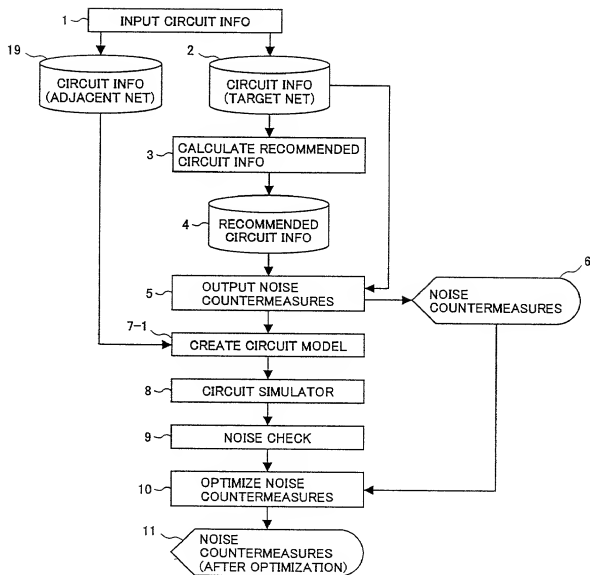 1 INPUT CIRCUIT INFO
19
CIRCUIT INFO
(ADJACENT NET)
2
CIRCUIT INFO
(TARGET NET)
3
CALCULATE RECOMMENDED
CIRCUIT INFO
4
RECOMMENDED
CIRCUIT INFO
5
OUTPUT NOISE
COUNTERMEASURES
6
NOISE
COUNTERMEASURES
7-1
CREATE CIRCUIT MODEL
8 CIRCUIT SIMULATOR
9 NOISE CHECK
10
OPTIMIZE NOISE
COUNTERMEASURES
11
NOISE
COUNTERMEASURES
(AFTER OPTIMIZATION)